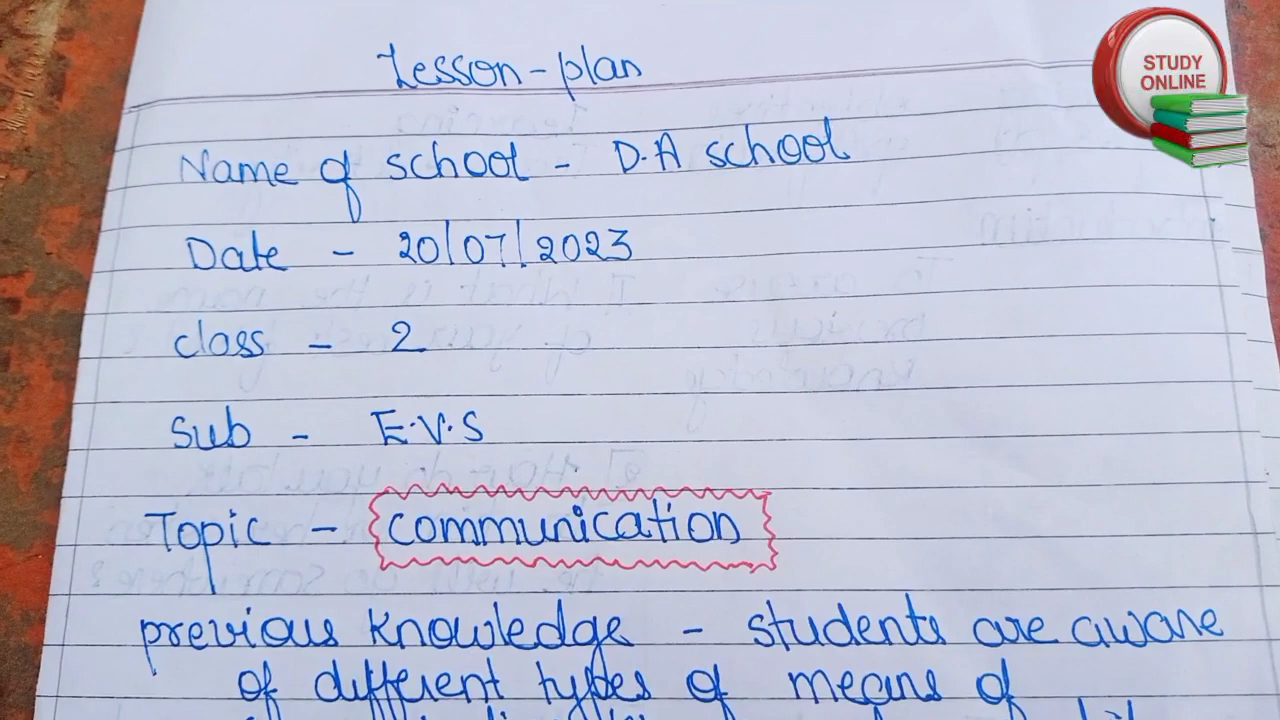 Lesson-plan
STUDY
ONLINE
Name of school - D.A school
Date - 20/07/2023
class - 2
Sub - E.V.S
Topic - communication
previous knowledge - students are aware
of different types of means of